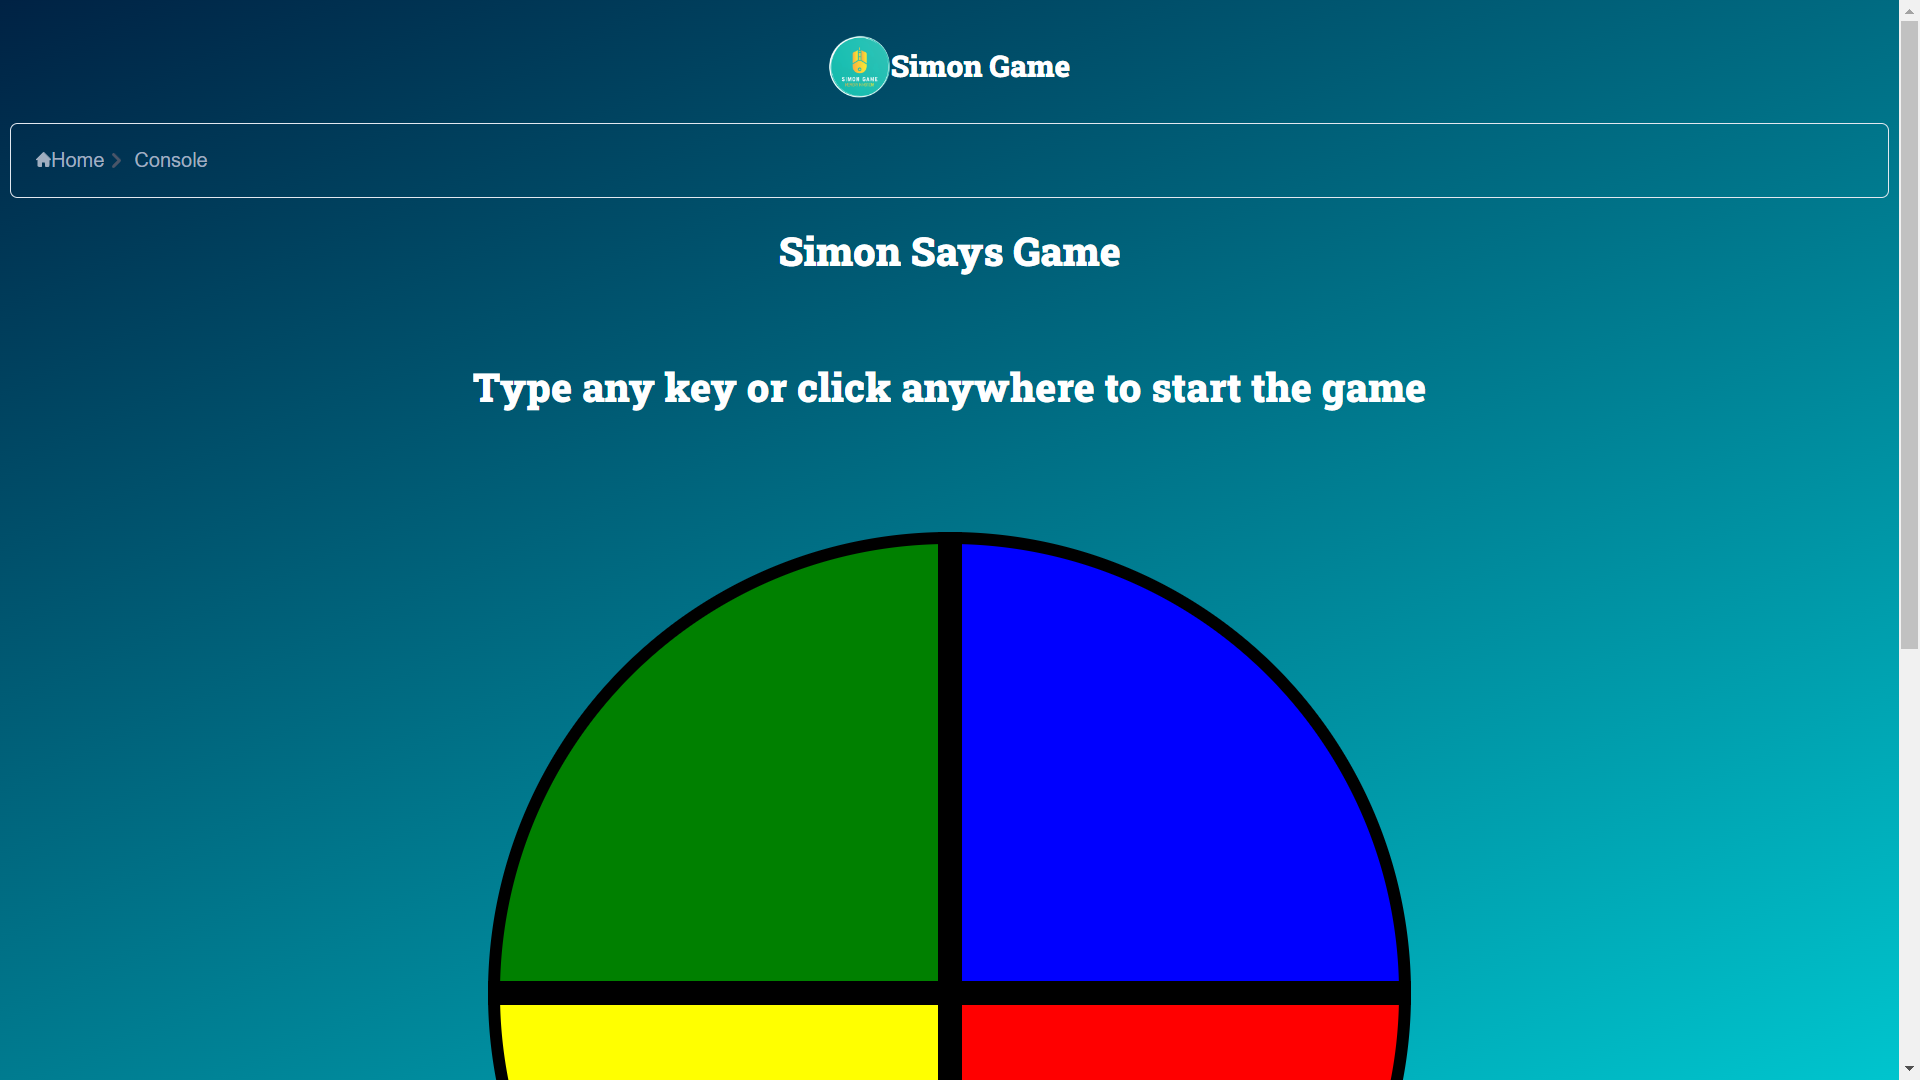 SIMON GAME
Simon Game
Home
Console
Simon Says Game
Type any key or click anywhere to start the game